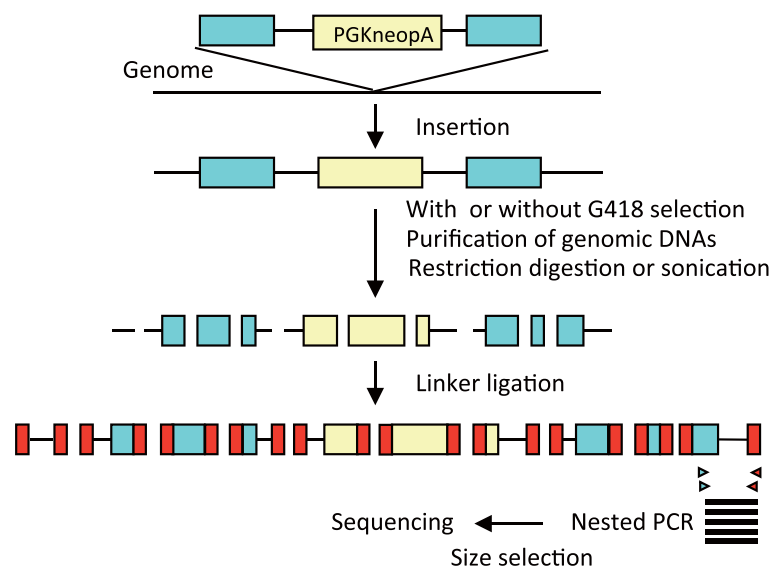 PGKneopA
Genome
Insertion
With or without G418 selection
Purification of genomic DNAs
Restriction digestion or sonication
Linker ligation
Sequencing
Nested PCR
Size selection